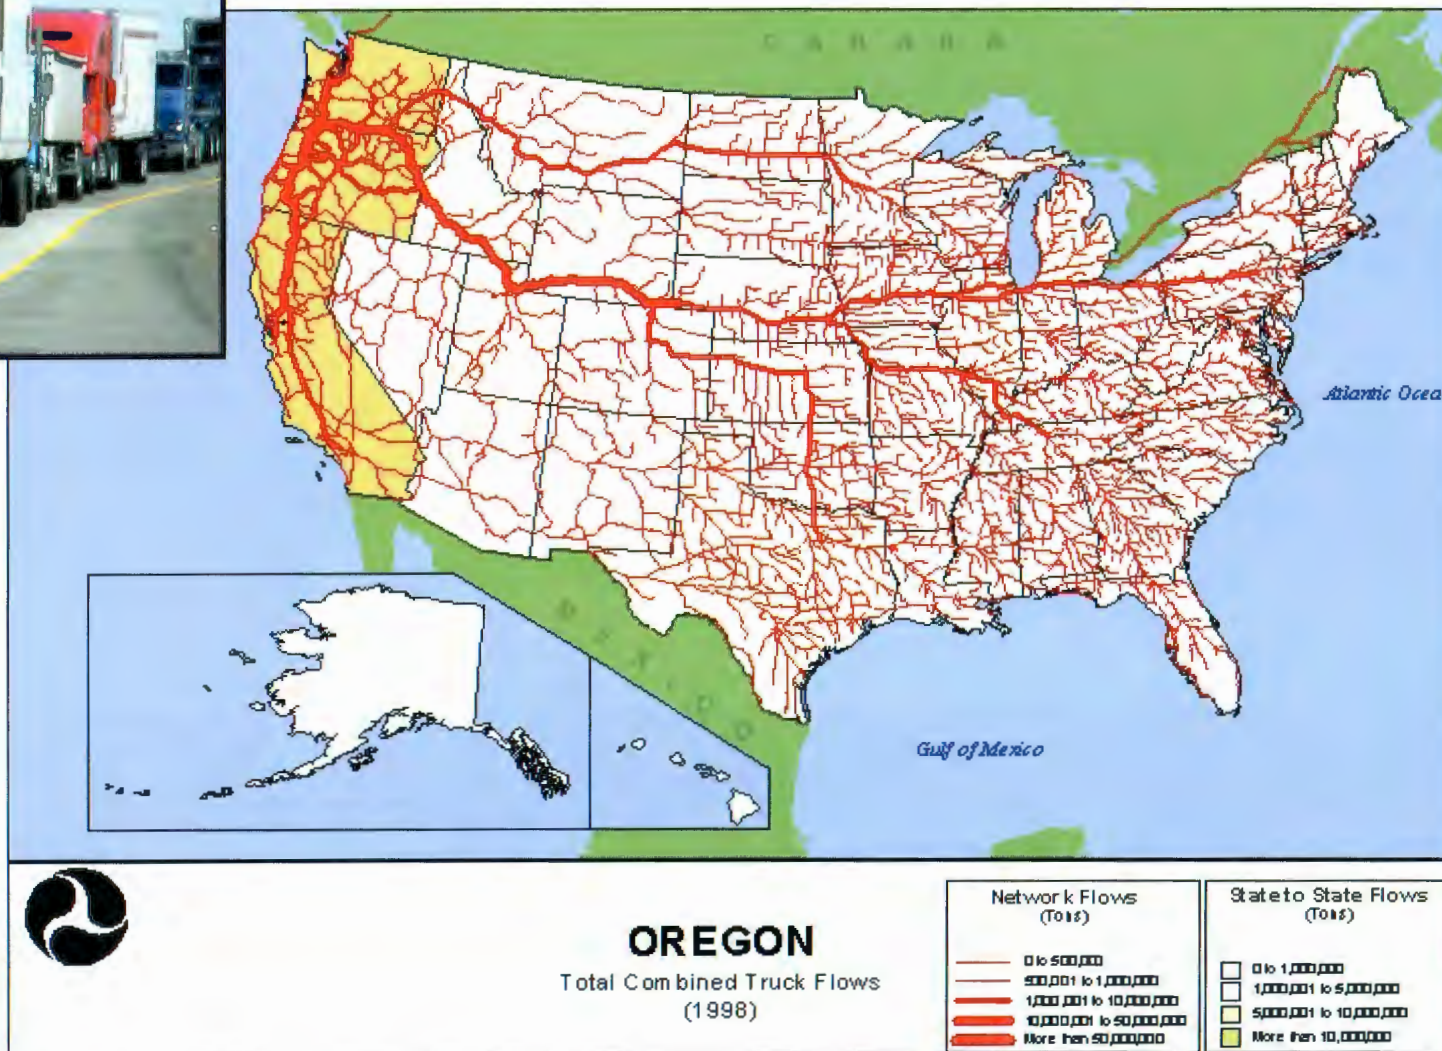 CANADA
Atlantic Ocea
MEXICO
Gulf of Mexico
OREGON
Total Combined Truck Flows
(1998)
Network Flows
(Tons)
0 to 500,000
500,001 to 1,000,000
1,000,001 to 10,000,000
10,000,001 to 50,000,000
More than 50,000,000
State to State Flows
(Tons)
0 to 1,000,000
1,000,001 to 5,000,000
5,000,001 to 10,000,000
More than 10,000,000